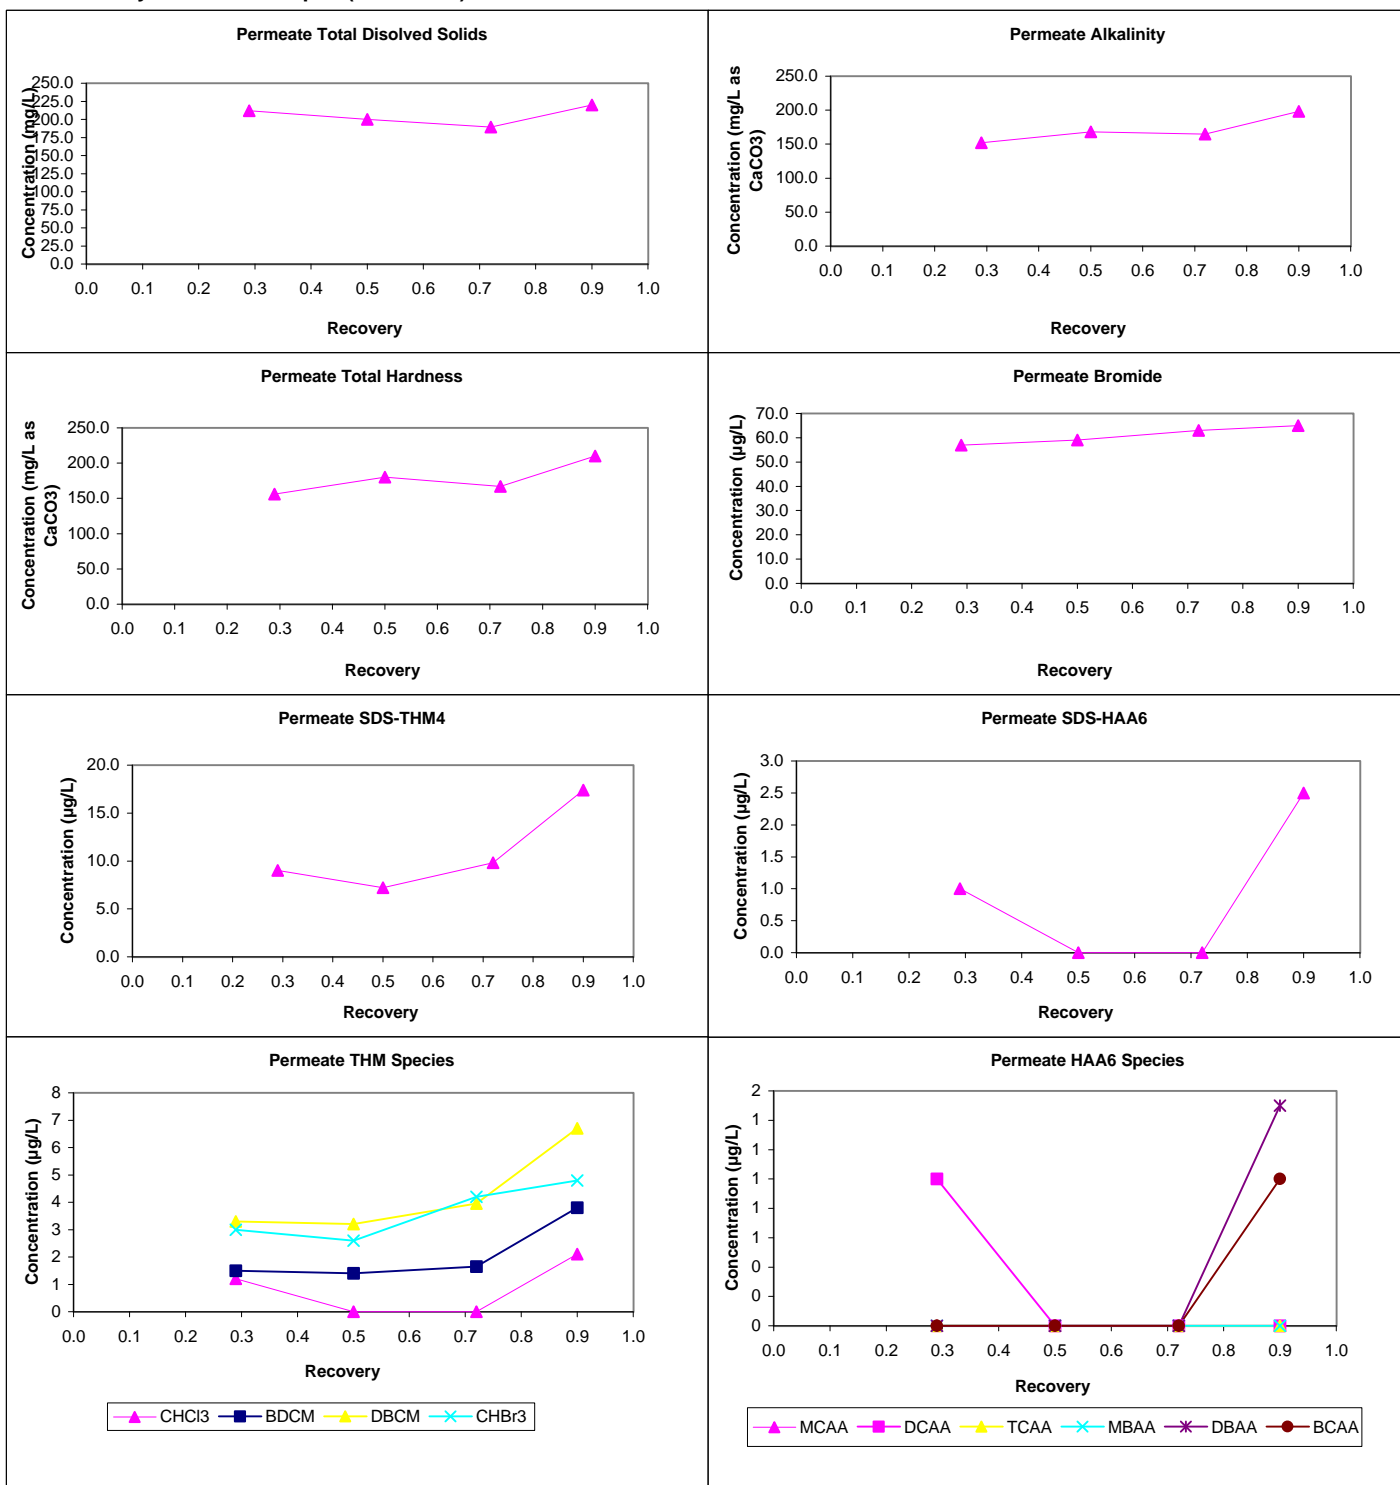 Permeate Total Disolved Solids
Concentration (mg/L)
250.0
225.0
200.0
175.0
150.0
125.0
100.0
75.0
50.0
25.0
0.0
0.0 0.1 0.2 0.3 0.4 0.5 0.6 0.7 0.8 0.9 1.0
Recovery
Permeate Alkalinity
Concentration (mg/L as
CaCO3)
250.0
200.0
150.0
100.0
50.0
0.0
0.0 0.1 0.2 0.3 0.4 0.5 0.6 0.7 0.8 0.9 1.0
Recovery
Permeate Total Hardness
Concentration (mg/L as
CaCO3)
250.0
200.0
150.0
100.0
50.0
0.0
0.0 0.1 0.2 0.3 0.4 0.5 0.6 0.7 0.8 0.9 1.0
Recovery
Permeate Bromide
Concentration (µg/L)
70.0
60.0
50.0
40.0
30.0
20.0
10.0
0.0
0.0 0.1 0.2 0.3 0.4 0.5 0.6 0.7 0.8 0.9 1.0
Recovery
Permeate SDS-THM4
Concentration (µg/L)
20.0
15.0
10.0
5.0
0.0
0.0 0.1 0.2 0.3 0.4 0.5 0.6 0.7 0.8 0.9 1.0
Recovery
Permeate SDS-HAA6
Concentration (µg/L)
3.0
2.5
2.0
1.5
1.0
0.5
0.0
0.0 0.1 0.2 0.3 0.4 0.5 0.6 0.7 0.8 0.9 1.0
Recovery
Permeate THM Species
Concentration (µg/L)
8
7
6
5
4
3
2
1
0
0.0 0.1 0.2 0.3 0.4 0.5 0.6 0.7 0.8 0.9 1.0
Recovery
CHCl3 BDCM DBCM CHBr3
Permeate HAA6 Species
Concentration (µg/L)
2
1
1
1
1
1
0
0
0
0.0 0.1 0.2 0.3 0.4 0.5 0.6 0.7 0.8 0.9 1.0
Recovery
MCAA DCAA TCAA MBAA DBAA BCAA